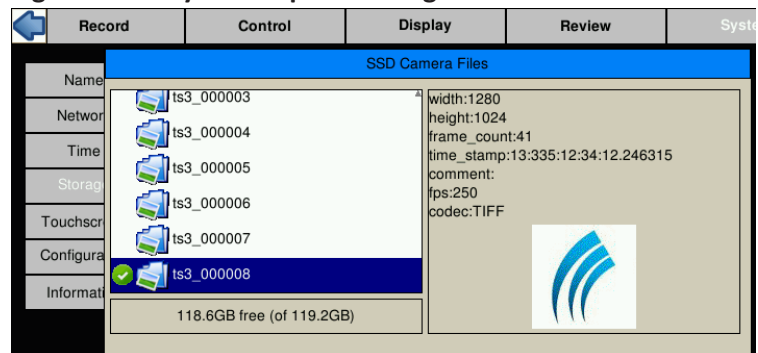 Record
Control
Display
Review
Syste
SSD Camera Files
Name
Networ
Time
Storag
Touchscr
Configura
Informati
ts3_000003
ts3_000004
ts3_000005
ts3_000006
ts3_000007
ts3_000008
118.6GB free (of 119.2GB)
width:1280
height:1024
frame_count:41
time_stamp:13:335:12:34:12.246315
comment:
fps:250
codec:TIFF